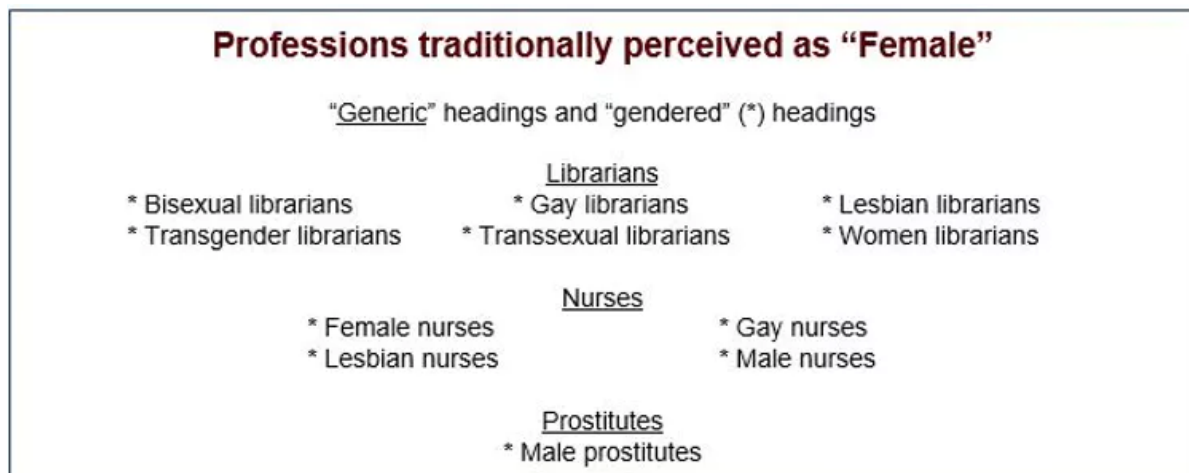 Professions traditionally perceived as “Female”
“Generic” headings and “gendered” (*) headings
Librarians
* Bisexual librarians * Gay librarians * Lesbian librarians
* Transgender librarians * Transsexual librarians * Women librarians
Nurses
* Female nurses * Gay nurses
* Lesbian nurses * Male nurses
Prostitutes
* Male prostitutes